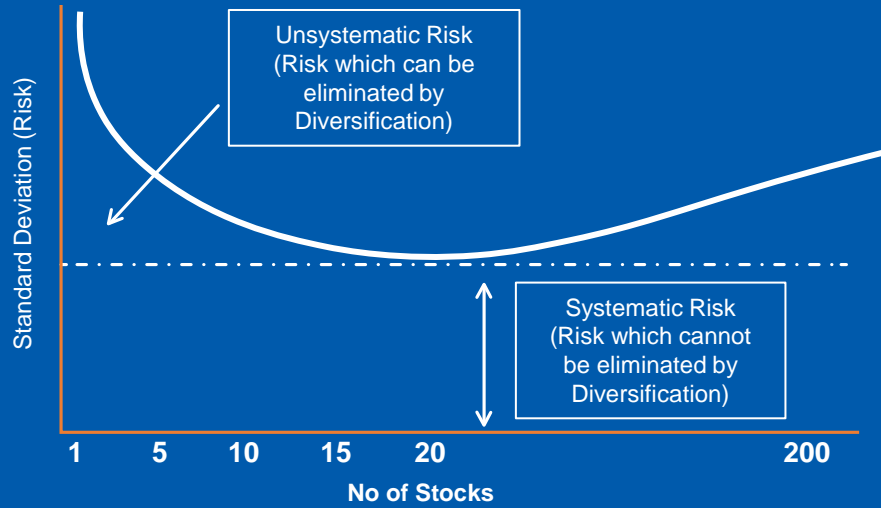 Unsystematic Risk
(Risk which can be
eliminated by
Diversification)
Standard Deviation (Risk)
Systematic Risk
(Risk which cannot
be eliminated by
Diversification)
1 5 10 15 20 200
No of Stocks